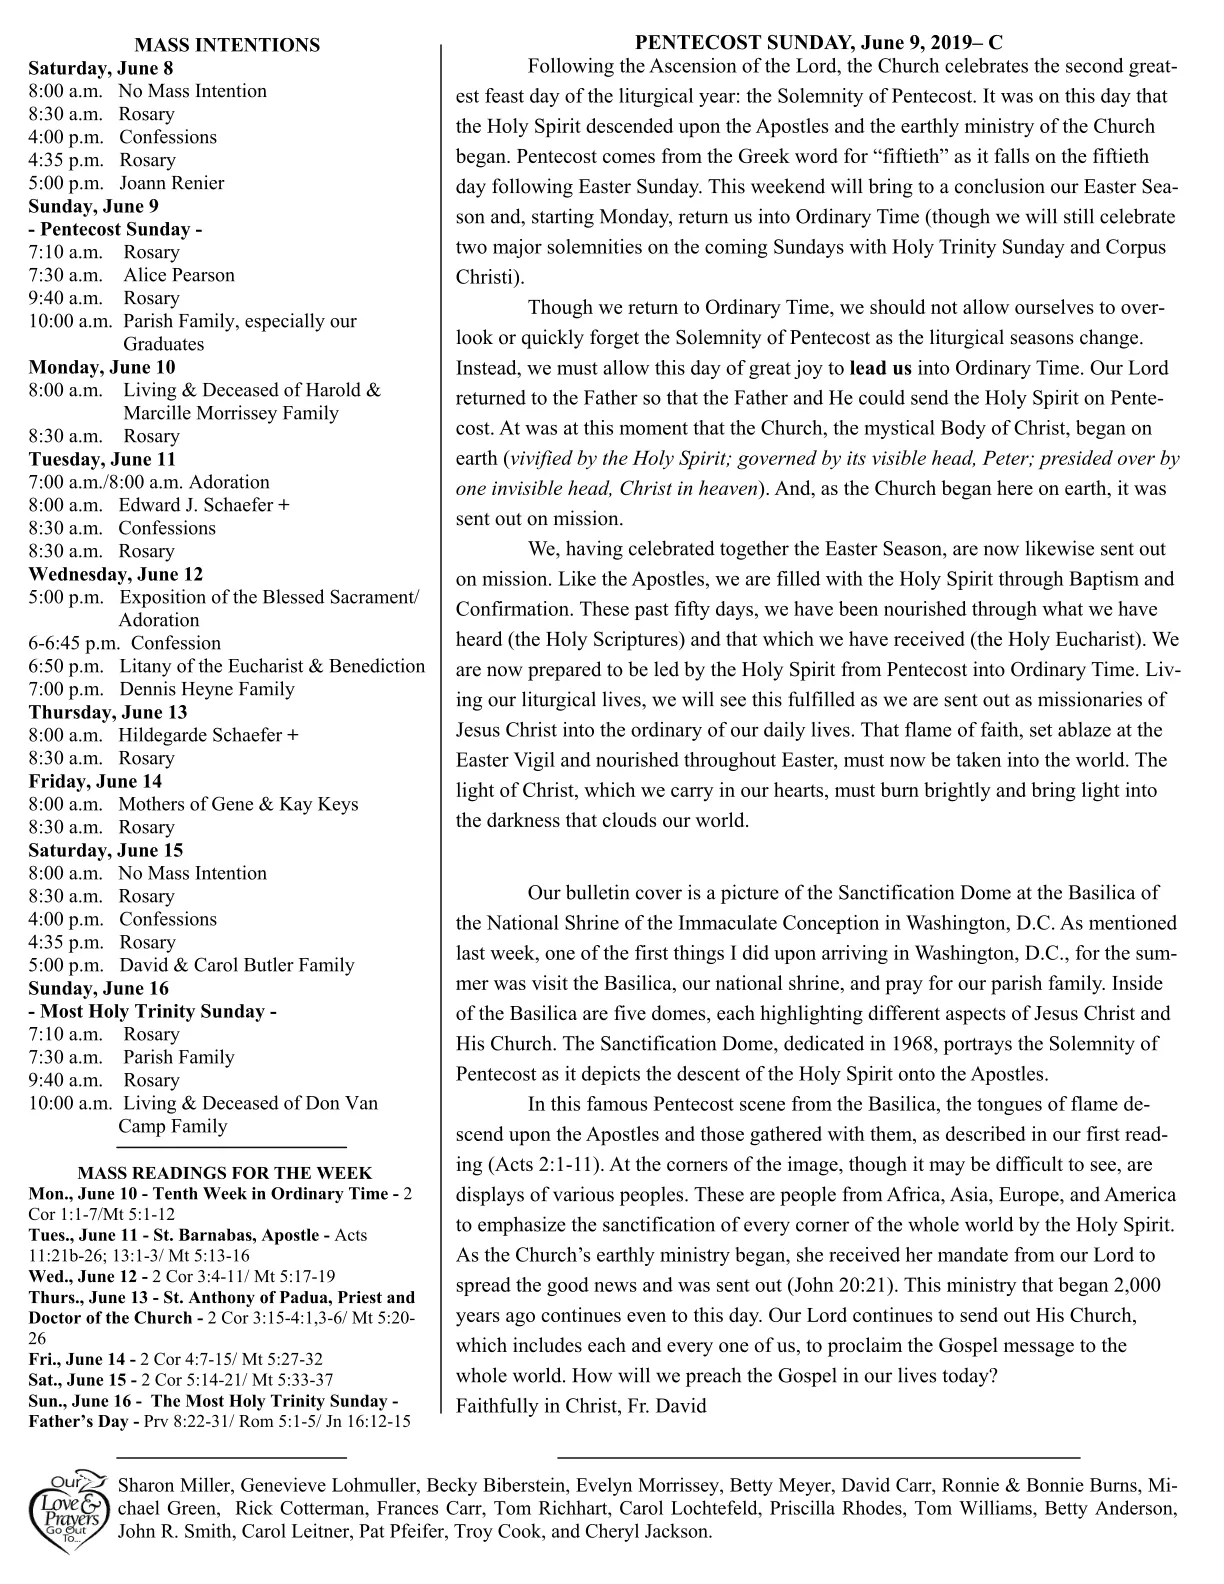 MASS INTENTIONS
Saturday, June 8
8:00 a.m. No Mass Intention
8:30 a.m. Rosary
4:00 p.m. Confessions
4:35 p.m. Rosary
5:00 p.m. Joann Renier
Sunday, June 9
- Pentecost Sunday -
7:10 a.m. Rosary
7:30 a.m. Alice Pearson
9:40 a.m. Rosary
10:00 a.m. Parish Family, especially our
Graduates
Monday, June 10
8:00 a.m. Living & Deceased of Harold &
Marcille Morrissey Family
8:30 a.m. Rosary
Tuesday, June 11
7:00 a.m./8:00 a.m. Adoration
8:00 a.m. Edward J. Schaefer +
8:30 a.m. Confessions
8:30 a.m. Rosary
Wednesday, June 12
5:00 p.m. Exposition of the Blessed Sacrament/
Adoration
6-6:45 p.m. Confession
6:50 p.m. Litany of the Eucharist & Benediction
7:00 p.m. Dennis Heyne Family
Thursday, June 13
8:00 a.m. Hildegarde Schaefer +
8:30 a.m. Rosary
Friday, June 14
8:00 a.m. Mothers of Gene & Kay Keys
8:30 a.m. Rosary
Saturday, June 15
8:00 a.m. No Mass Intention
8:30 a.m. Rosary
4:00 p.m. Confessions
4:35 p.m. Rosary
5:00 p.m. David & Carol Butler Family
Sunday, June 16
- Most Holy Trinity Sunday -
7:10 a.m. Rosary
7:30 a.m. Parish Family
9:40 a.m. Rosary
10:00 a.m. Living & Deceased of Don Van
Camp Family
MASS READINGS FOR THE WEEK
Mon., June 10 - Tenth Week in Ordinary Time - 2
Cor 1:1-7/Mt 5:1-12
Tues., June 11 - St. Barnabas, Apostle - Acts
11:21b-26; 13:1-3/ Mt 5:13-16
Wed., June 12 - 2 Cor 3:4-11/ Mt 5:17-19
Thurs., June 13 - St. Anthony of Padua, Priest and
Doctor of the Church - 2 Cor 3:15-4:1,3-6/ Mt 5:20-
26
Fri., June 14 - 2 Cor 4:7-15/ Mt 5:27-32
Sat., June 15 - 2 Cor 5:14-21/ Mt 5:33-37
Sun., June 16 - The Most Holy Trinity Sunday -
Father's Day - Prv 8:22-31/ Rom 5:1-5/ Jn 16:12-15
PENTECOST SUNDAY, June 9, 2019– C
Following the Ascension of the Lord, the Church celebrates the second great-
est feast day of the liturgical year: the Solemnity of Pentecost. It was on this day that
the Holy Spirit descended upon the Apostles and the earthly ministry of the Church
began. Pentecost comes from the Greek word for “fiftieth” as it falls on the fiftieth
day following Easter Sunday. This weekend will bring to a conclusion our Easter Sea-
son and, starting Monday, return us into Ordinary Time (though we will still celebrate
two major solemnities on the coming Sundays with Holy Trinity Sunday and Corpus
Christi).
Though we return to Ordinary Time, we should not allow ourselves to over-
look or quickly forget the Solemnity of Pentecost as the liturgical seasons change.
Instead, we must allow this day of great joy to lead us into Ordinary Time. Our Lord
returned to the Father so that the Father and He could send the Holy Spirit on Pente-
cost. At was at this moment that the Church, the mystical Body of Christ, began on
earth (vivified by the Holy Spirit; governed by its visible head, Peter; presided over by
one invisible head, Christ in heaven). And, as the Church began here on earth, it was
sent out on mission.
We, having celebrated together the Easter Season, are now likewise sent out
on mission. Like the Apostles, we are filled with the Holy Spirit through Baptism and
Confirmation. These past fifty days, we have been nourished through what we have
heard (the Holy Scriptures) and that which we have received (the Holy Eucharist). We
are now prepared to be led by the Holy Spirit from Pentecost into Ordinary Time. Liv-
ing our liturgical lives, we will see this fulfilled as we are sent out as missionaries of
Jesus Christ into the ordinary of our daily lives. That flame of faith, set ablaze at the
Easter Vigil and nourished throughout Easter, must now be taken into the world. The
light of Christ, which we carry in our hearts, must burn brightly and bring light into
the darkness that clouds our world.
Our bulletin cover is a picture of the Sanctification Dome at the Basilica of
the National Shrine of the Immaculate Conception in Washington, D.C. As mentioned
last week, one of the first things I did upon arriving in Washington, D.C., for the sum-
mer was visit the Basilica, our national shrine, and pray for our parish family. Inside
of the Basilica are five domes, each highlighting different aspects of Jesus Christ and
His Church. The Sanctification Dome, dedicated in 1968, portrays the Solemnity of
Pentecost as it depicts the descent of the Holy Spirit onto the Apostles.
In this famous Pentecost scene from the Basilica, the tongues of flame de-
scend upon the Apostles and those gathered with them, as described in our first read-
ing (Acts 2:1-11). At the corners of the image, though it may be difficult to see, are
displays of various peoples. These are people from Africa, Asia, Europe, and America
to emphasize the sanctification of every corner of the whole world by the Holy Spirit.
As the Church's earthly ministry began, she received her mandate from our Lord to
spread the good news and was sent out (John 20:21). This ministry that began 2,000
years ago continues even to this day. Our Lord continues to send out His Church,
which includes each and every one of us, to proclaim the Gospel message to the
whole world. How will we preach the Gospel in our lives today?
Faithfully in Christ, Fr. David
Our
Love &
Prayers
Go Out
To...
Sharon Miller, Genevieve Lohmuller, Becky Biberstein, Evelyn Morrissey, Betty Meyer, David Carr, Ronnie & Bonnie Burns, Mi-
chael Green, Rick Cotterman, Frances Carr, Tom Richhart, Carol Lochtefeld, Priscilla Rhodes, Tom Williams, Betty Anderson,
John R. Smith, Carol Leitner, Pat Pfeifer, Troy Cook, and Cheryl Jackson.